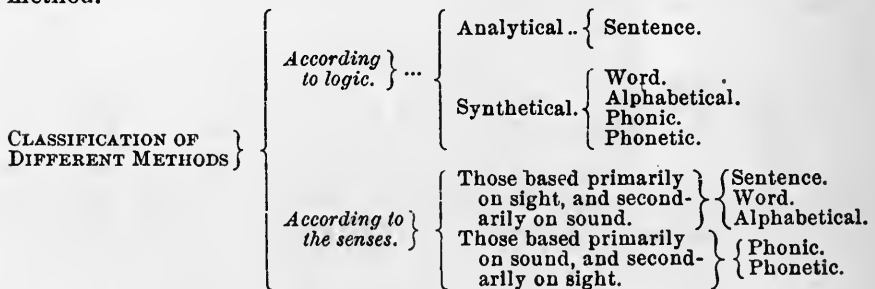 method.
CLASSIFICATION OF DIFFERENT METHODS
According to logic. ...
Analytical .. Sentence.
Synthetical. Word.
Alphabetical.
Phonic.
Phonetic.
According to the senses.
Those based primarily on sight, and secondarily on sound.
Sentence.
Word.
Alphabetical.
Those based primarily on sound, and secondarily on sight.
Phonic.
Phonetic.